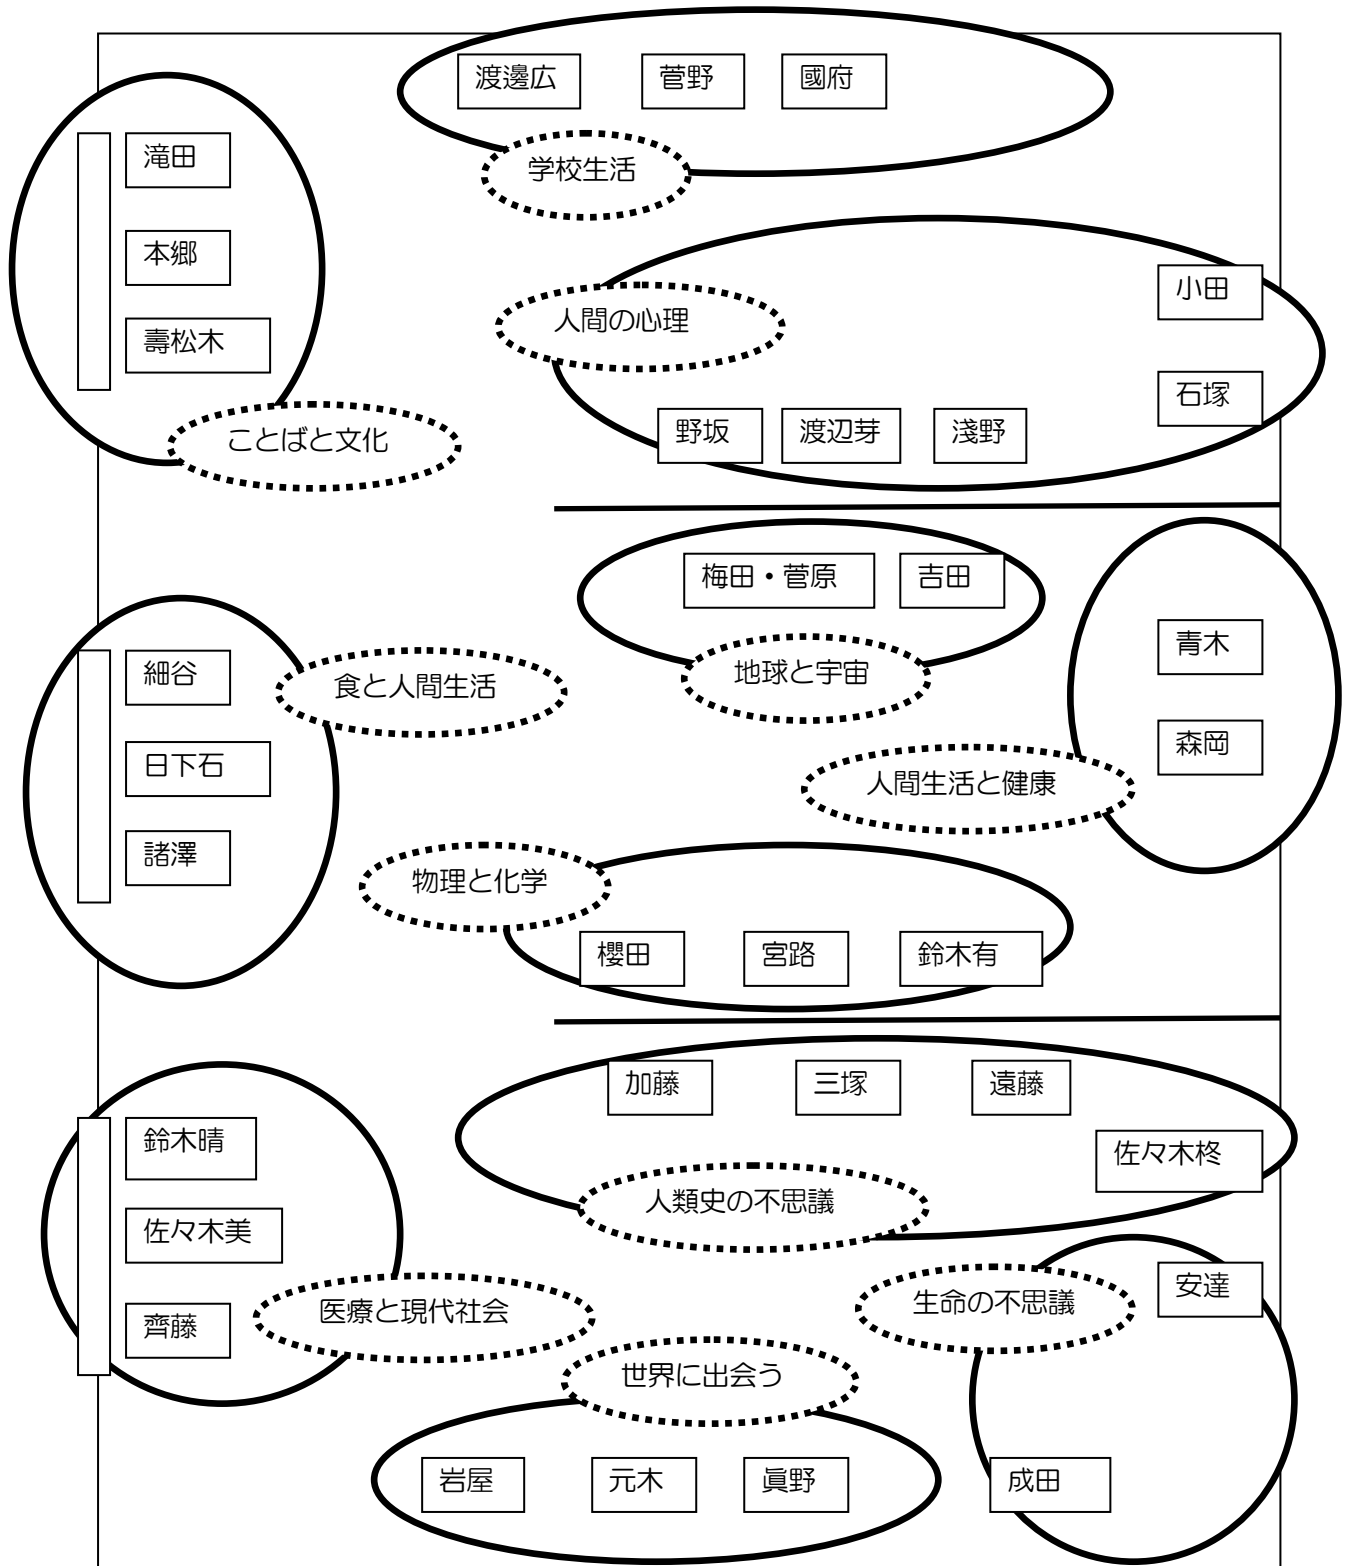 渡邊広
菅野
國府
学校生活
滝田
本郷
壽松木
ことばと文化
人間の心理
小田
石塚
野坂
渡辺芽
淺野
梅田・菅原
吉田
地球と宇宙
青木
森岡
人間生活と健康
細谷
日下石
諸澤
食と人間生活
物理と化学
櫻田
宮路
鈴木有
加藤
三塚
遠藤
佐々木柊
人類史の不思議
鈴木晴
佐々木美
齊藤
医療と現代社会
生命の不思議
安達
成田
世界に出会う
岩屋
元木
眞野